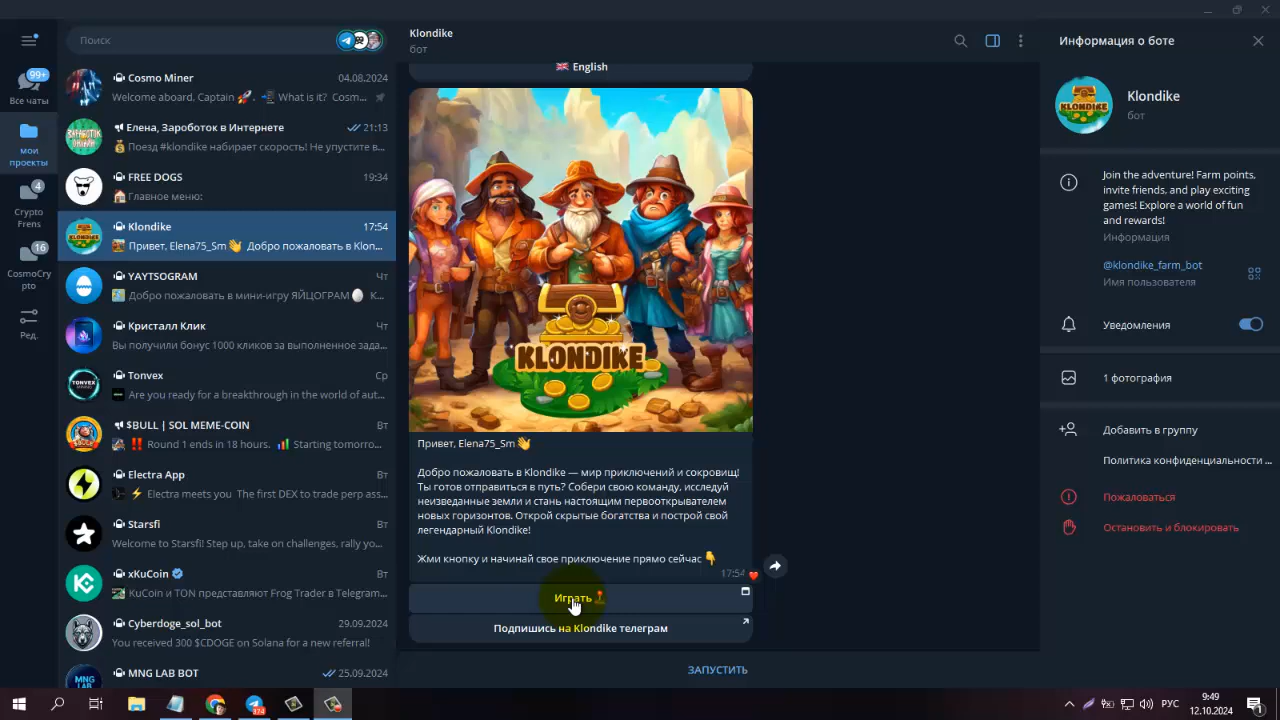 Поиск
99+
Все чаты
мои
проекты
4
Crypto
Frens
16
CosmoCry
pto
Ред.
Cosmo Miner
04.08.2024
Welcome aboard, Captain 🚀. 📲 What is it? Cosm...
Елена, Зароботок в Интернете
21:13
💰 Поезд #klondike набирает скорость! Не упустите в...
FREE DOGS
19:34
🏠Главное меню:
Klondike
17:54
Привет, Elena75_Sm👋 Добро пожаловать в Klon...
YAYTSOGRAM
Чт
Добро пожаловать в мини-игру ЯЙЦОГРАМ🥚 К...
Кристалл Клик
Чт
Вы получили бонус 1000 кликов за выполненное зада...
TONVEX
Tonvex
Ср
Are you ready for a breakthrough in the world of aut...
$BULL | SOL MEME-COIN
Вт
‼️ Round 1 ends in 18 hours. 📊 Starting tomorro...
Electra App
Вт
⚡ Electra meets you The first DEX to trade perp ass...
Starsfi
Вт
Welcome to Starsfi! Step up, take on challenges, rally yo...
xKuCoin
Вт
KuCoin и TON представляют Frog Trader в Telegram...
Cyberdoge_sol_bot
29.09.2024
You received 300 $CDOGE on Solana for a new referral!
MNG LAB BOT
25.09.2024
MNG
LAB
Klondike
бот
🇬🇧 English
KLONDIKE
Привет, Elena75_Sm👋
Добро пожаловать в Klondike — мир приключений и сокровищ!
Ты готов отправиться в путь? Собери свою команду, исследуй
неизведанные земли и стань настоящим первооткрывателем
новых горизонтов. Открой скрытые богатства и построй свой
легендарный Klondike!
Жми кнопку и начинай свое приключение прямо сейчас👇
17:54
Играть🕹
Подпишись на Klondike телеграм
ЗАПУСТИТЬ
Информация о боте
KLONDIKE
Klondike
бот
Join the adventure! Farm points,
invite friends, and play exciting
games! Explore a world of fun
and rewards!
Информация
@klondike_farm_bot
Имя пользователя
Уведомления
1 фотография
Добавить в группу
Политика конфиденциальности ...
Пожаловаться
Остановить и блокировать
174
РУС
9:49
12.10.2024
1